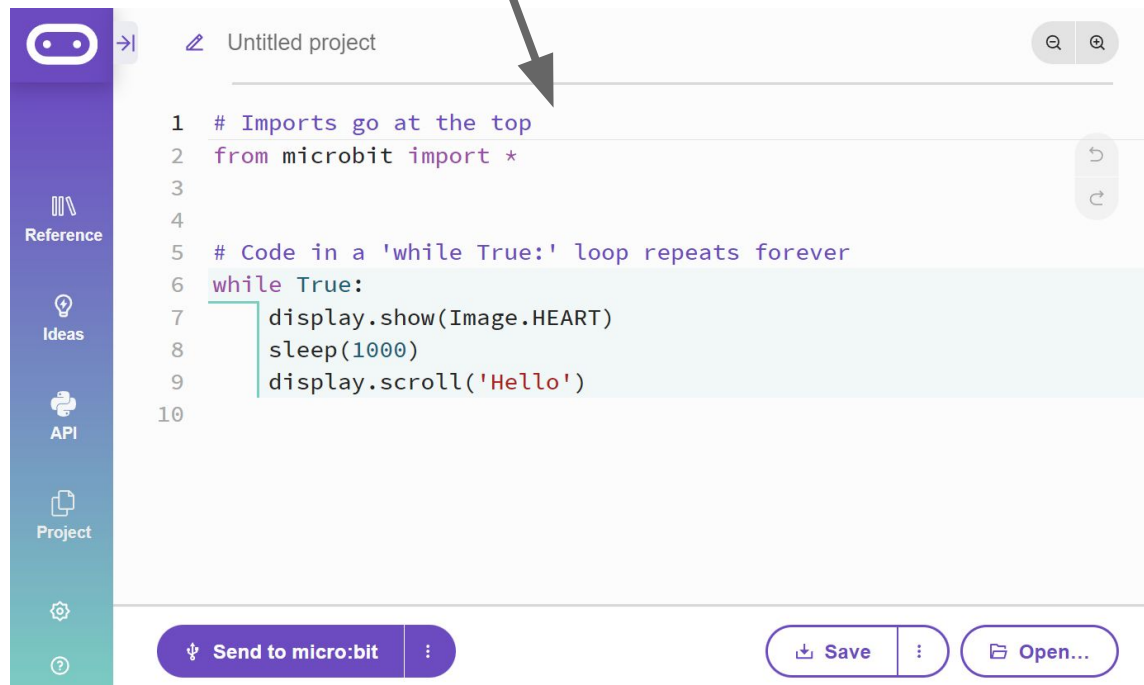 Untitled project
1 # Imports go at the top
2 from microbit import *
3
4
5 # Code in a 'while True:' loop repeats forever
6 while True:
7     display.show(Image.HEART)
8     sleep(1000)
9     display.scroll('Hello')
10
Reference
Ideas
API
Project
Send to micro:bit
Save
Open...